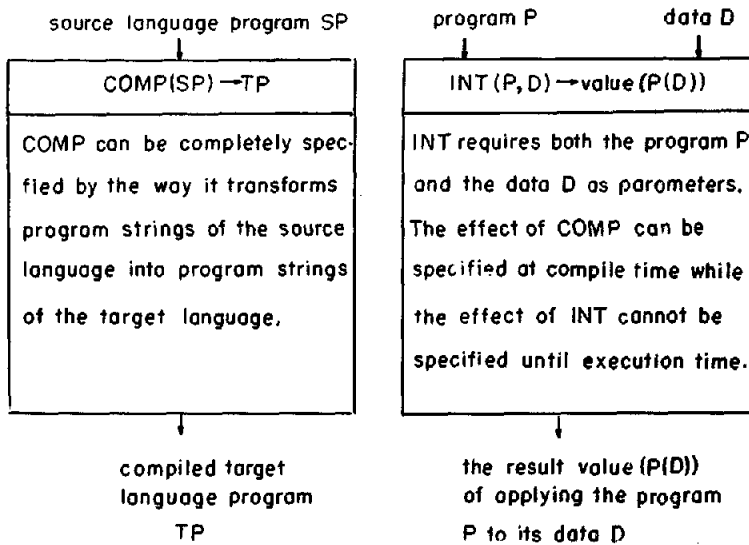 source language program SP
COMP(SP)→TP
COMP can be completely spec-
fied by the way it transforms
program strings of the source
language into program strings
of the target language.
compiled target
language program
TP
program P
data D
INT(P,D)→value(P(D))
INT requires both the program P
and the data D as parometers.
The effect of COMP can be
specified at compile time while
the effect of INT cannot be
specified until execution time.
the result value (P(D))
of applying the program
P to its data D